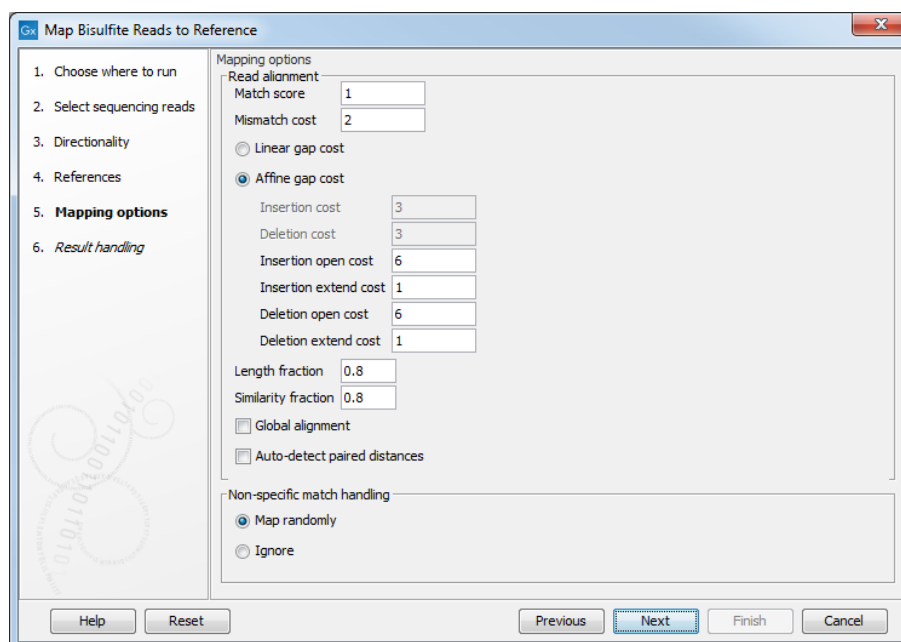 Gx Map Bisulfite Reads to Reference
1. Choose where to run
2. Select sequencing reads
3. Directionality
4. References
5. Mapping options
6. Result handling
Mapping options
Read alignment
Match score 1
Mismatch cost 2
Linear gap cost
Affine gap cost
Insertion cost 3
Deletion cost 3
Insertion open cost 6
Insertion extend cost 1
Deletion open cost 6
Deletion extend cost 1
Length fraction 0.8
Similarity fraction 0.8
Global alignment
Auto-detect paired distances
Non-specific match handling
Map randomly
Ignore
Help Reset Previous Next Finish Cancel